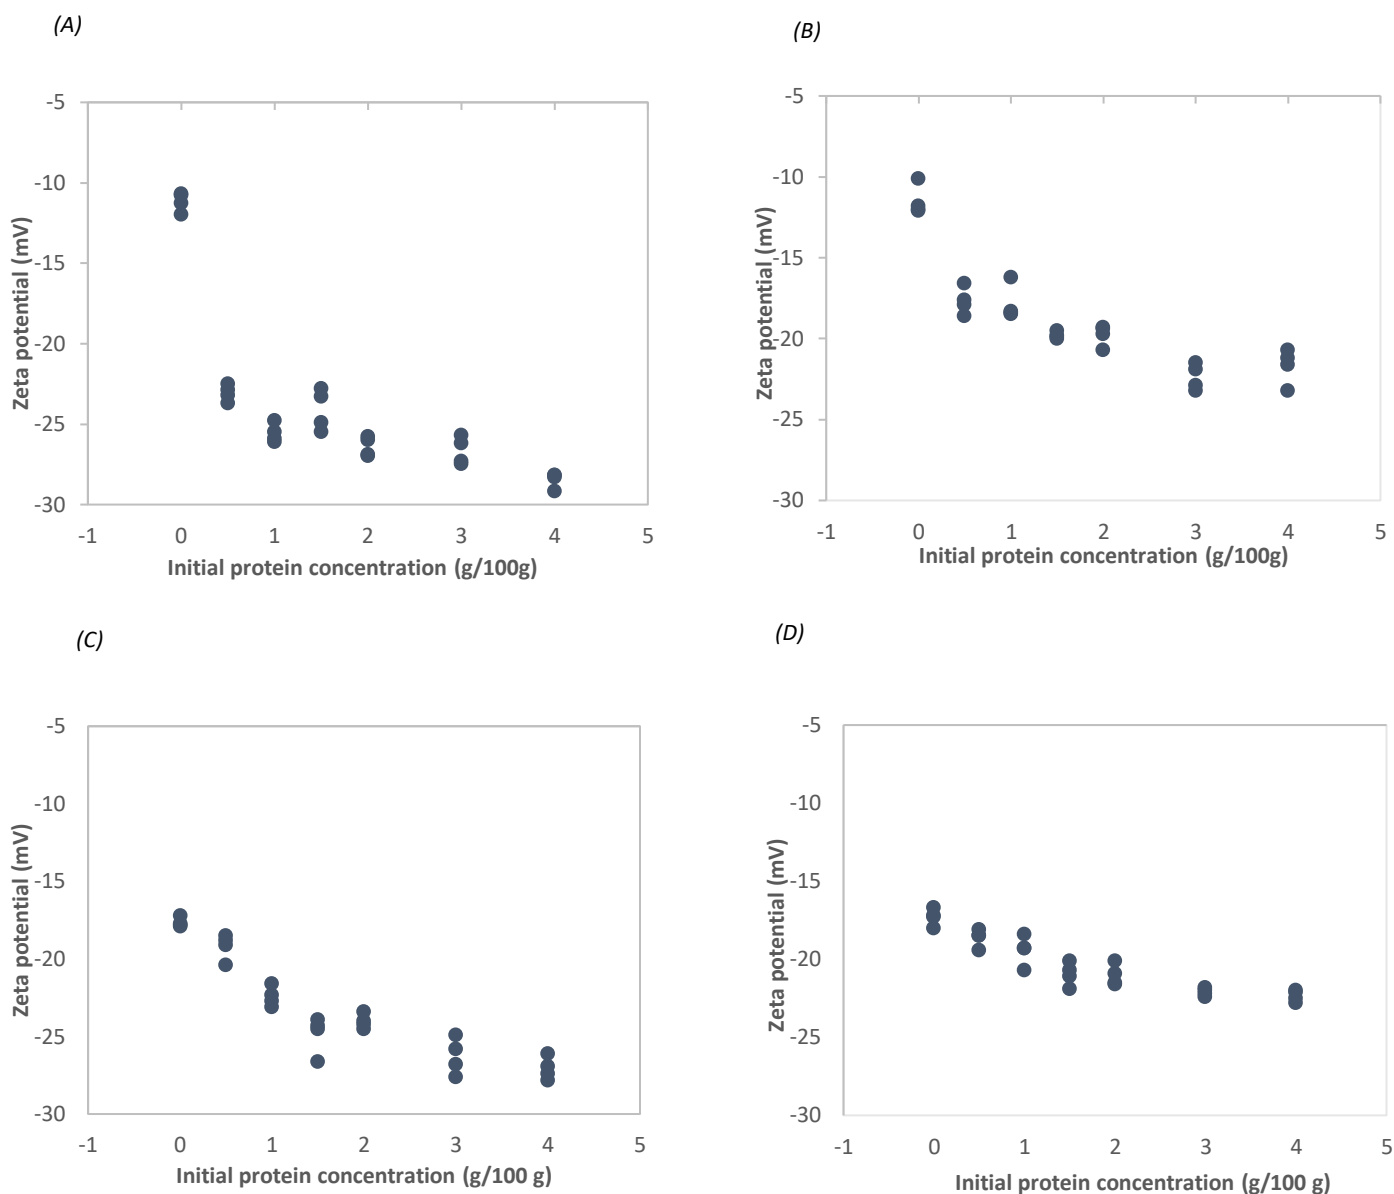 (A)
-5
-10
-15
-20
-25
-30
Zeta potential (mV)
-1 0 1 2 3 4 5
Initial protein concentration (g/100g)
(B)
-5
-10
-15
-20
-25
-30
Zeta potential (mV)
-1 0 1 2 3 4 5
Initial protein concentration (g/100g)
(C)
-5
-10
-15
-20
-25
-30
Zeta potential (mV)
-1 0 1 2 3 4 5
Initial protein concentration (g/100 g)
(D)
-5
-10
-15
-20
-25
-30
Zeta potential (mV)
-1 0 1 2 3 4 5
Initial protein concentration (g/100 g)